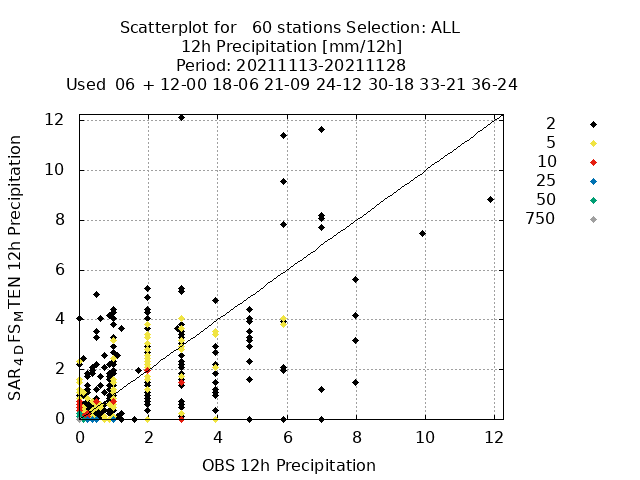 Scatterplot for   60 stations Selection: ALL
12h Precipitation [mm/12h]
Period: 20211113-20211128
Used  06  + 12-00 18-06 21-09 24-12 30-18 33-21 36-24
12
10
8
6
4
2
0
0 2 4 6 8 10 12
SAR4DFSMTEN 12h Precipitation
OBS 12h Precipitation
2
5
10
25
50
750